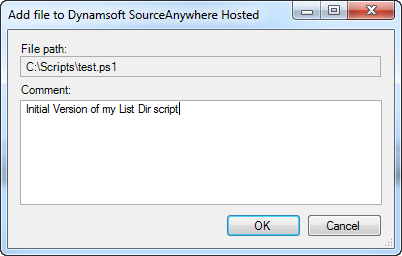 Add file to Dynamsoft SourceAnywhere Hosted
File path:
C:\Scripts\test.ps1
Comment:
Initial Version of my List Dir script
OK
Cancel